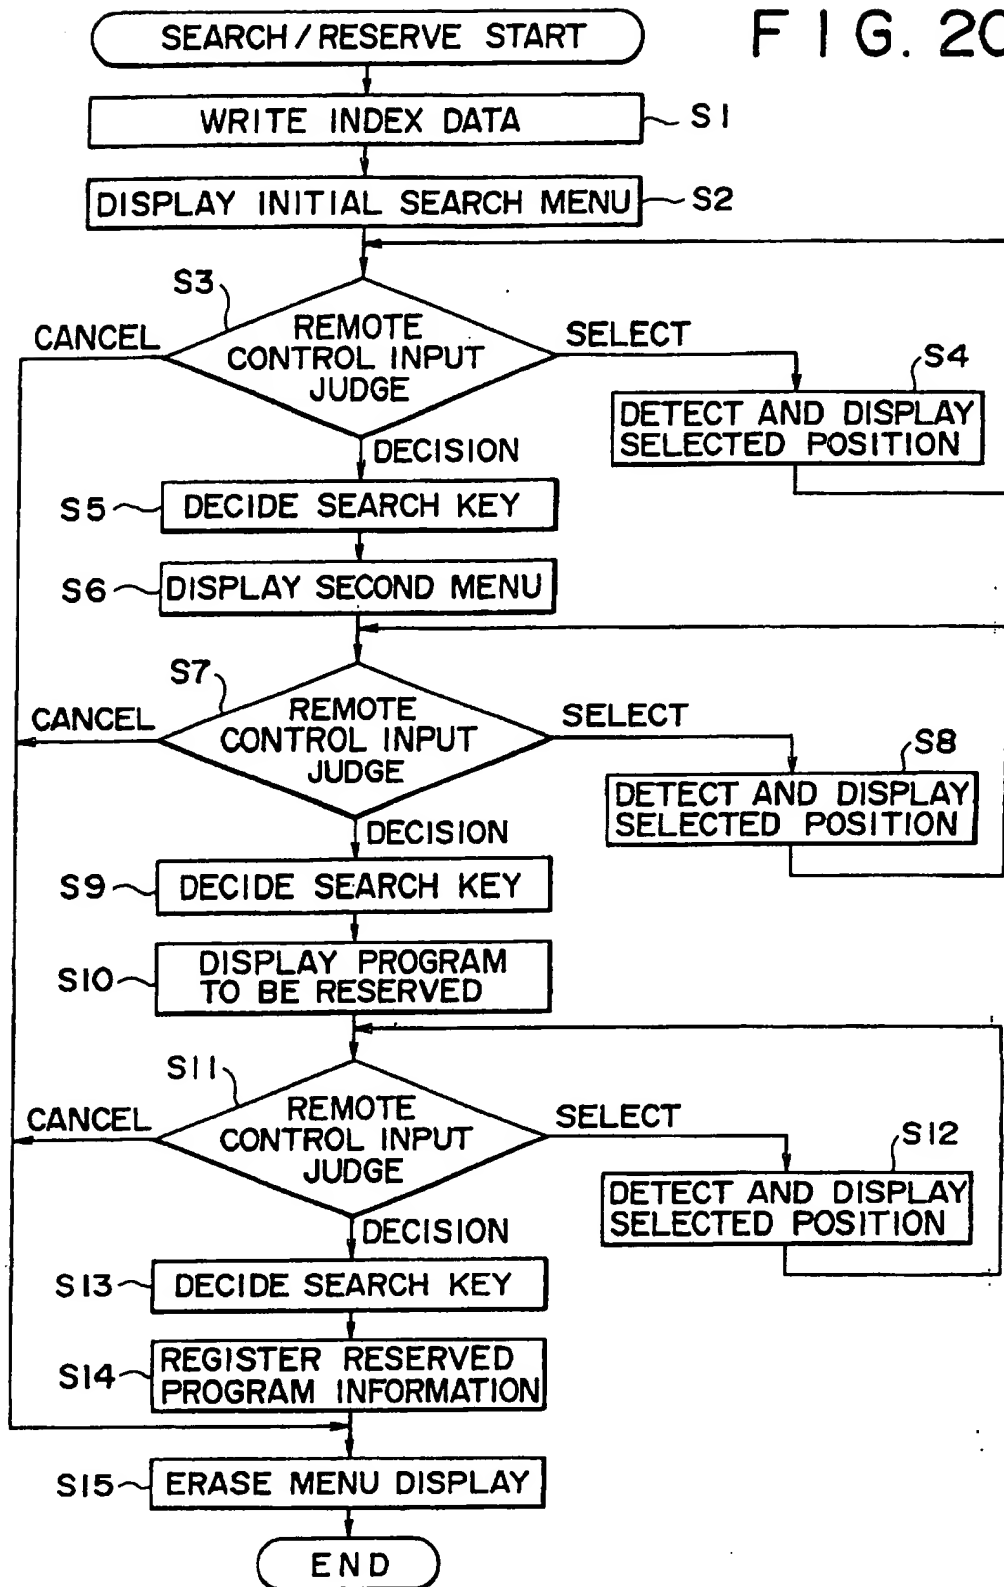 FIG. 20
SEARCH/RESERVE START
WRITE INDEX DATA
S1
DISPLAY INITIAL SEARCH MENU
S2
S3
CANCEL
REMOTE
CONTROL INPUT
JUDGE
SELECT
S4
DETECT AND DISPLAY
SELECTED POSITION
DECISION
S5
DECIDE SEARCH KEY
S6
DISPLAY SECOND MENU
S7
CANCEL
REMOTE
CONTROL INPUT
JUDGE
SELECT
S8
DETECT AND DISPLAY
SELECTED POSITION
DECISION
S9
DECIDE SEARCH KEY
S10
DISPLAY PROGRAM
TO BE RESERVED
S11
CANCEL
REMOTE
CONTROL INPUT
JUDGE
SELECT
S12
DETECT AND DISPLAY
SELECTED POSITION
DECISION
S13
DECIDE SEARCH KEY
S14
REGISTER RESERVED
PROGRAM INFORMATION
S15
ERASE MENU DISPLAY
END